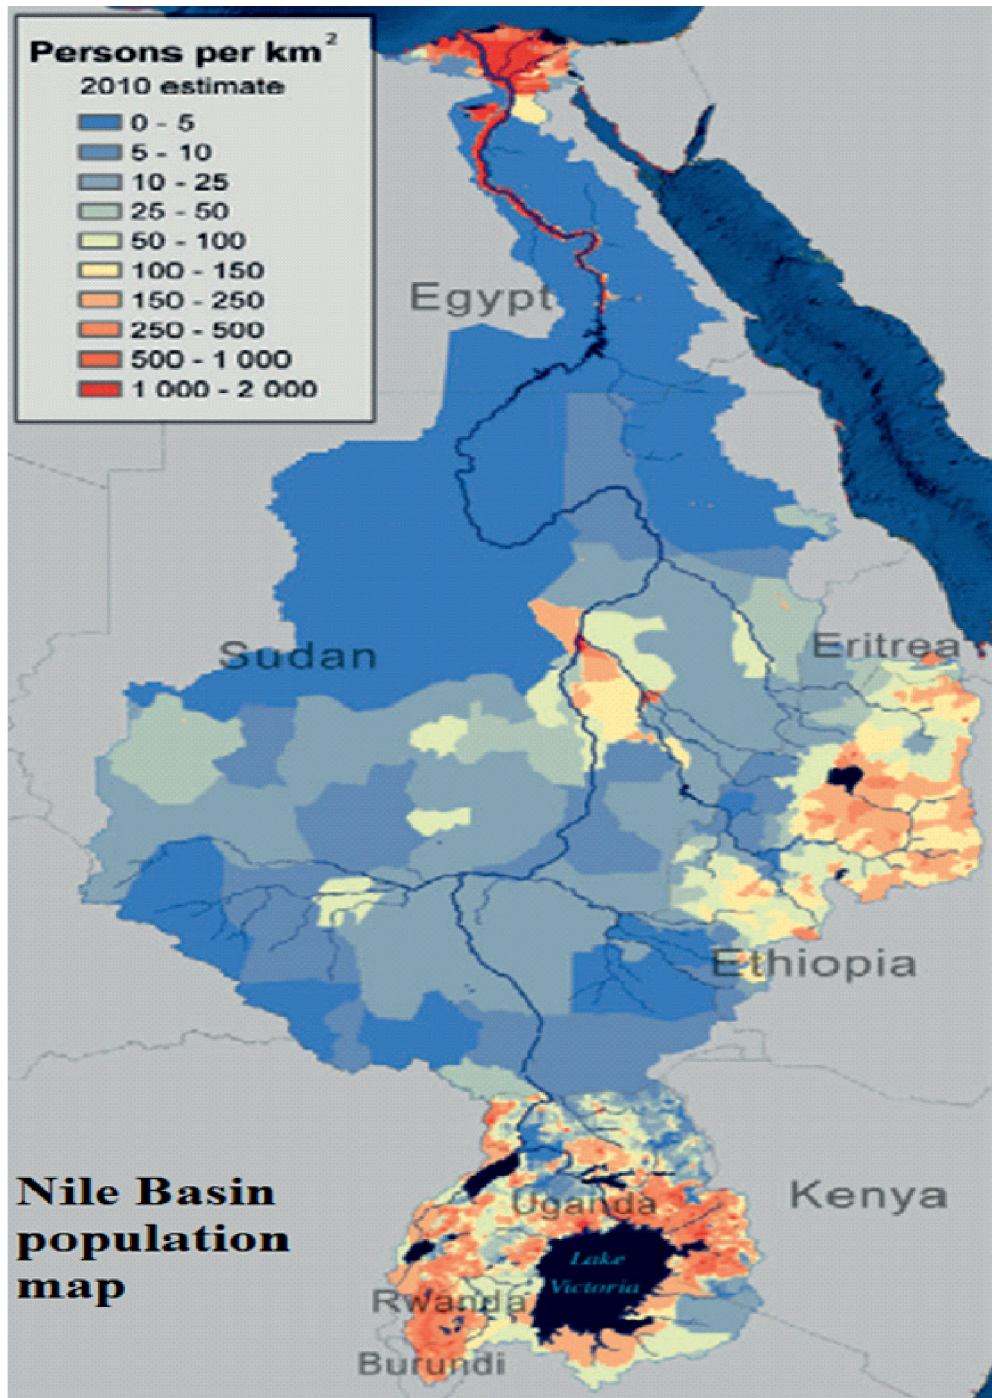 Persons per km²
2010 estimate
0 - 5
5 - 10
10 - 25
25 - 50
50 - 100
100 - 150
150 - 250
250 - 500
500 - 1 000
1 000 - 2 000
Egypt
Sudan
Eritrea
Ethiopia
Nile Basin
population
map
Uganda
Kenya
Lake
Victoria
Rwanda
Burundi